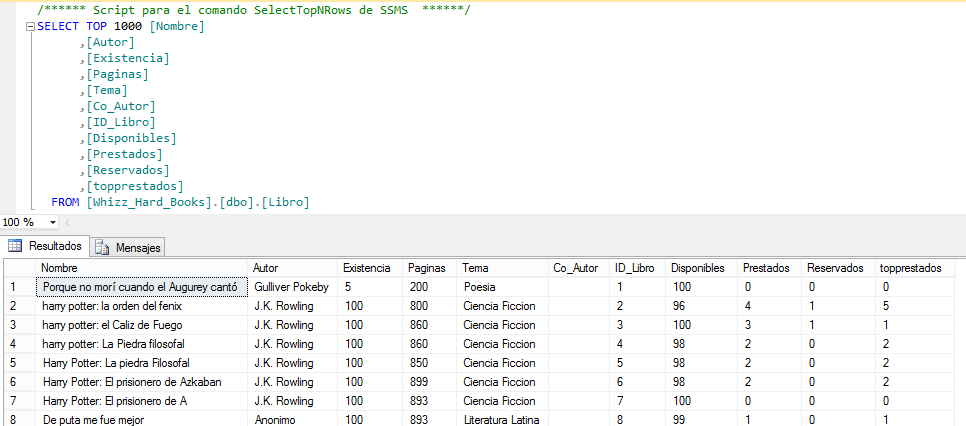 /****** Script para el comando SelectTopNRows de SSMS  ******/
SELECT TOP 1000 [Nombre]
,[Autor]
,[Existencia]
,[Paginas]
,[Tema]
,[Co_Autor]
,[ID_Libro]
,[Disponibles]
,[Prestados]
,[Reservados]
,[topprestados]
FROM [Whizz_Hard_Books].[dbo].[Libro]
100 %
Resultados Mensajes
Nombre Autor Existencia Paginas Tema Co_Autor ID_Libro Disponibles Prestados Reservados topprestados
1 Porque no morí cuando el Augurey cantó Gulliver Pokeby 5 200 Poesia 1 100 0 0 0
2 harry potter: la orden del fenix J.K. Rowling 100 800 Ciencia Ficcion 2 96 4 1 5
3 harry potter: el Caliz de Fuego J.K. Rowling 100 860 Ciencia Ficcion 3 100 3 1 1
4 harry potter: La Piedra filosofal J.K. Rowling 100 860 Ciencia Ficcion 4 98 2 0 2
5 Harry Potter: La piedra Filosofal J.K. Rowling 100 850 Ciencia Ficcion 5 98 2 0 2
6 Harry Potter: El prisionero de Azkaban J.K. Rowling 100 899 Ciencia Ficcion 6 98 2 0 2
7 Harry Potter: El prisionero de A J.K. Rowling 100 893 Ciencia Ficcion 7 100 0 0 0
8 De puta me fue mejor Anonimo 100 893 Literatura Latina 8 99 1 0 1